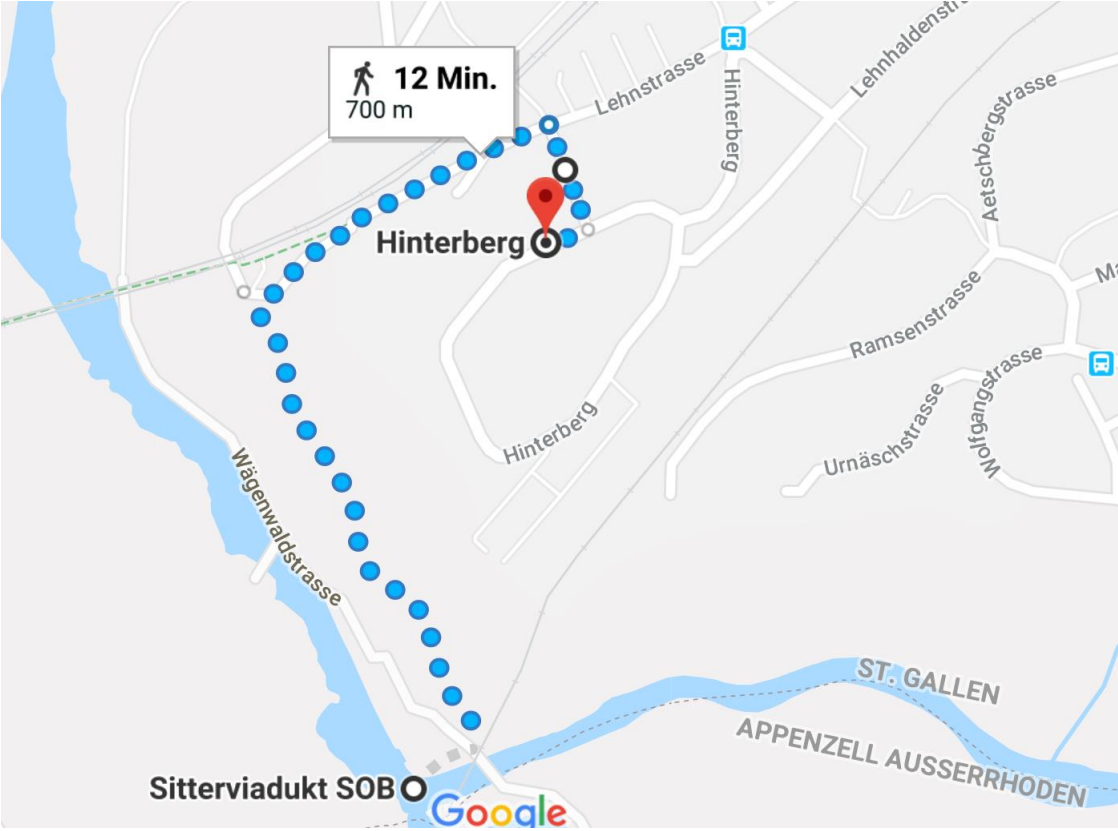 12 Min.
700 m
Lehnstrasse
Hinterberg
Lehnhaldenstr
Aetschbergstrasse
Hinterberg
Ma
Ramsenstrasse
Wolfgangstrasse
Urnäschstrasse
Hinterberg
Wägenwaldstrasse
ST. GALLEN
APPENZELL AUSSERRHODEN
Sitterviadukt SOB
Google